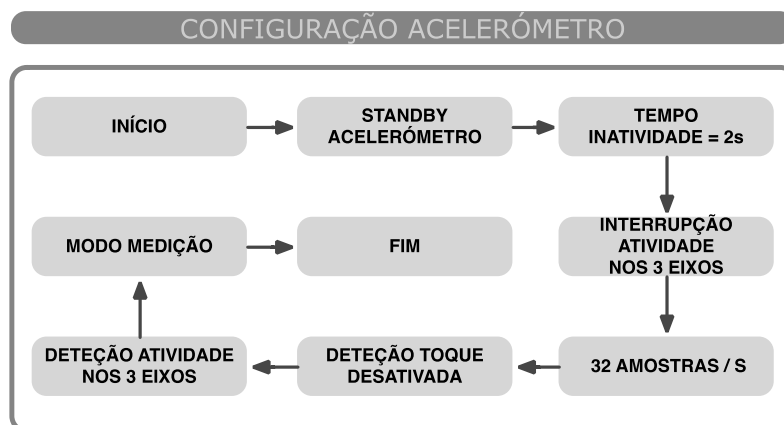 CONFIGURAÇÃO ACELERÓMETRO
INÍCIO
STANDBY
ACELERÓMETRO
TEMPO
INATIVIDADE = 2s
INTERRUPÇÃO
ATIVIDADE
NOS 3 EIXOS
32 AMOSTRAS / S
DETEÇÃO TOQUE
DESATIVADA
DETEÇÃO ATIVIDADE
NOS 3 EIXOS
MODO MEDIÇÃO
FIM